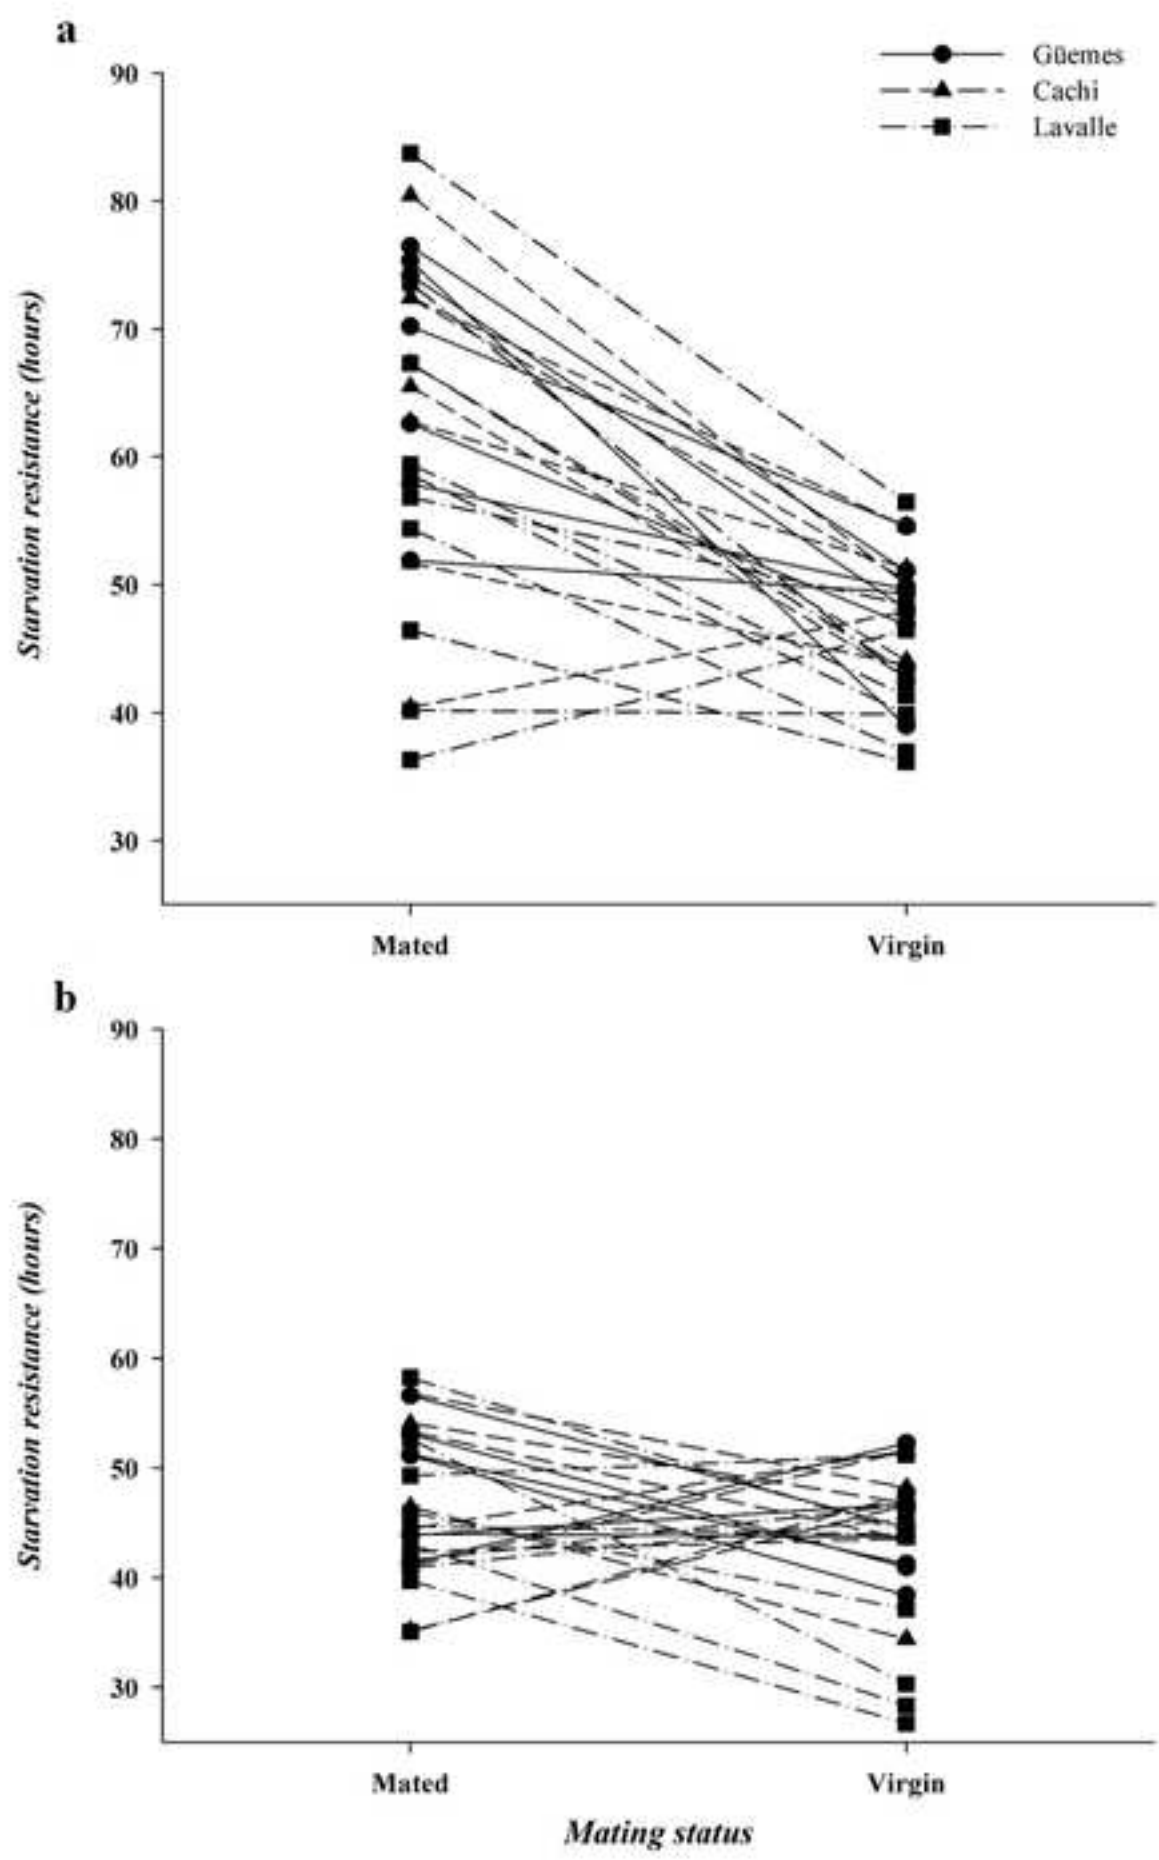 a
Güemes
Cachi
Lavalle
90
80
70
60
50
40
30
Starvation resistance (hours)
Mated Virgin
b
90
80
70
60
50
40
30
Starvation resistance (hours)
Mated Virgin
Mating status